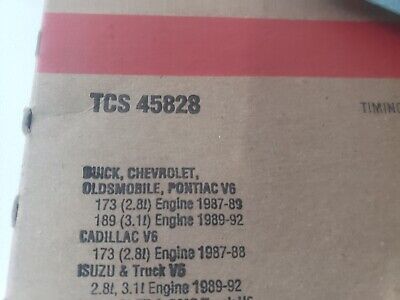 TCS 45828
TIMING
BUICK, CHEVROLET,
OLDSMOBILE, PONTIAC V6
173 (2.8ℓ) Engine 1987-89
189 (3.1ℓ) Engine 1989-92
CADILLAC V6
173 (2.8ℓ) Engine 1987-88
ISUZU & Truck V6
2.8ℓ, 3.1ℓ Engine 1989-92